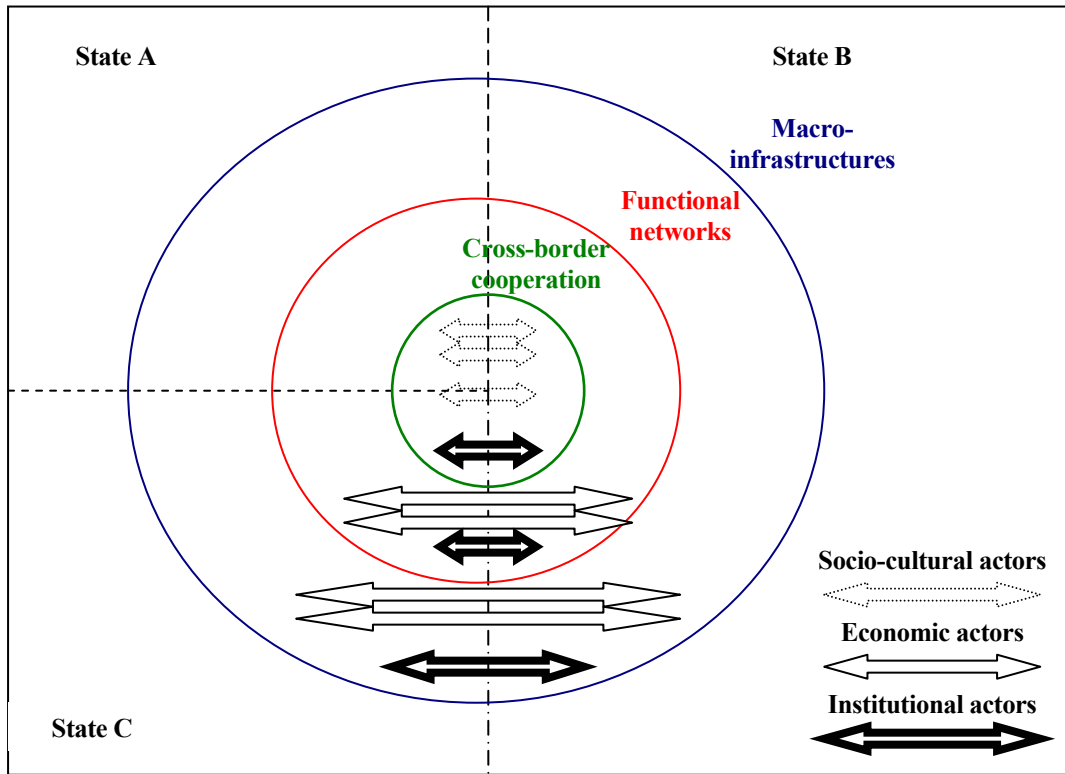 State A
State B
Macro-
infrastructures
Functional
networks
Cross-border
cooperation
Socio-cultural actors
Economic actors
Institutional actors
State C